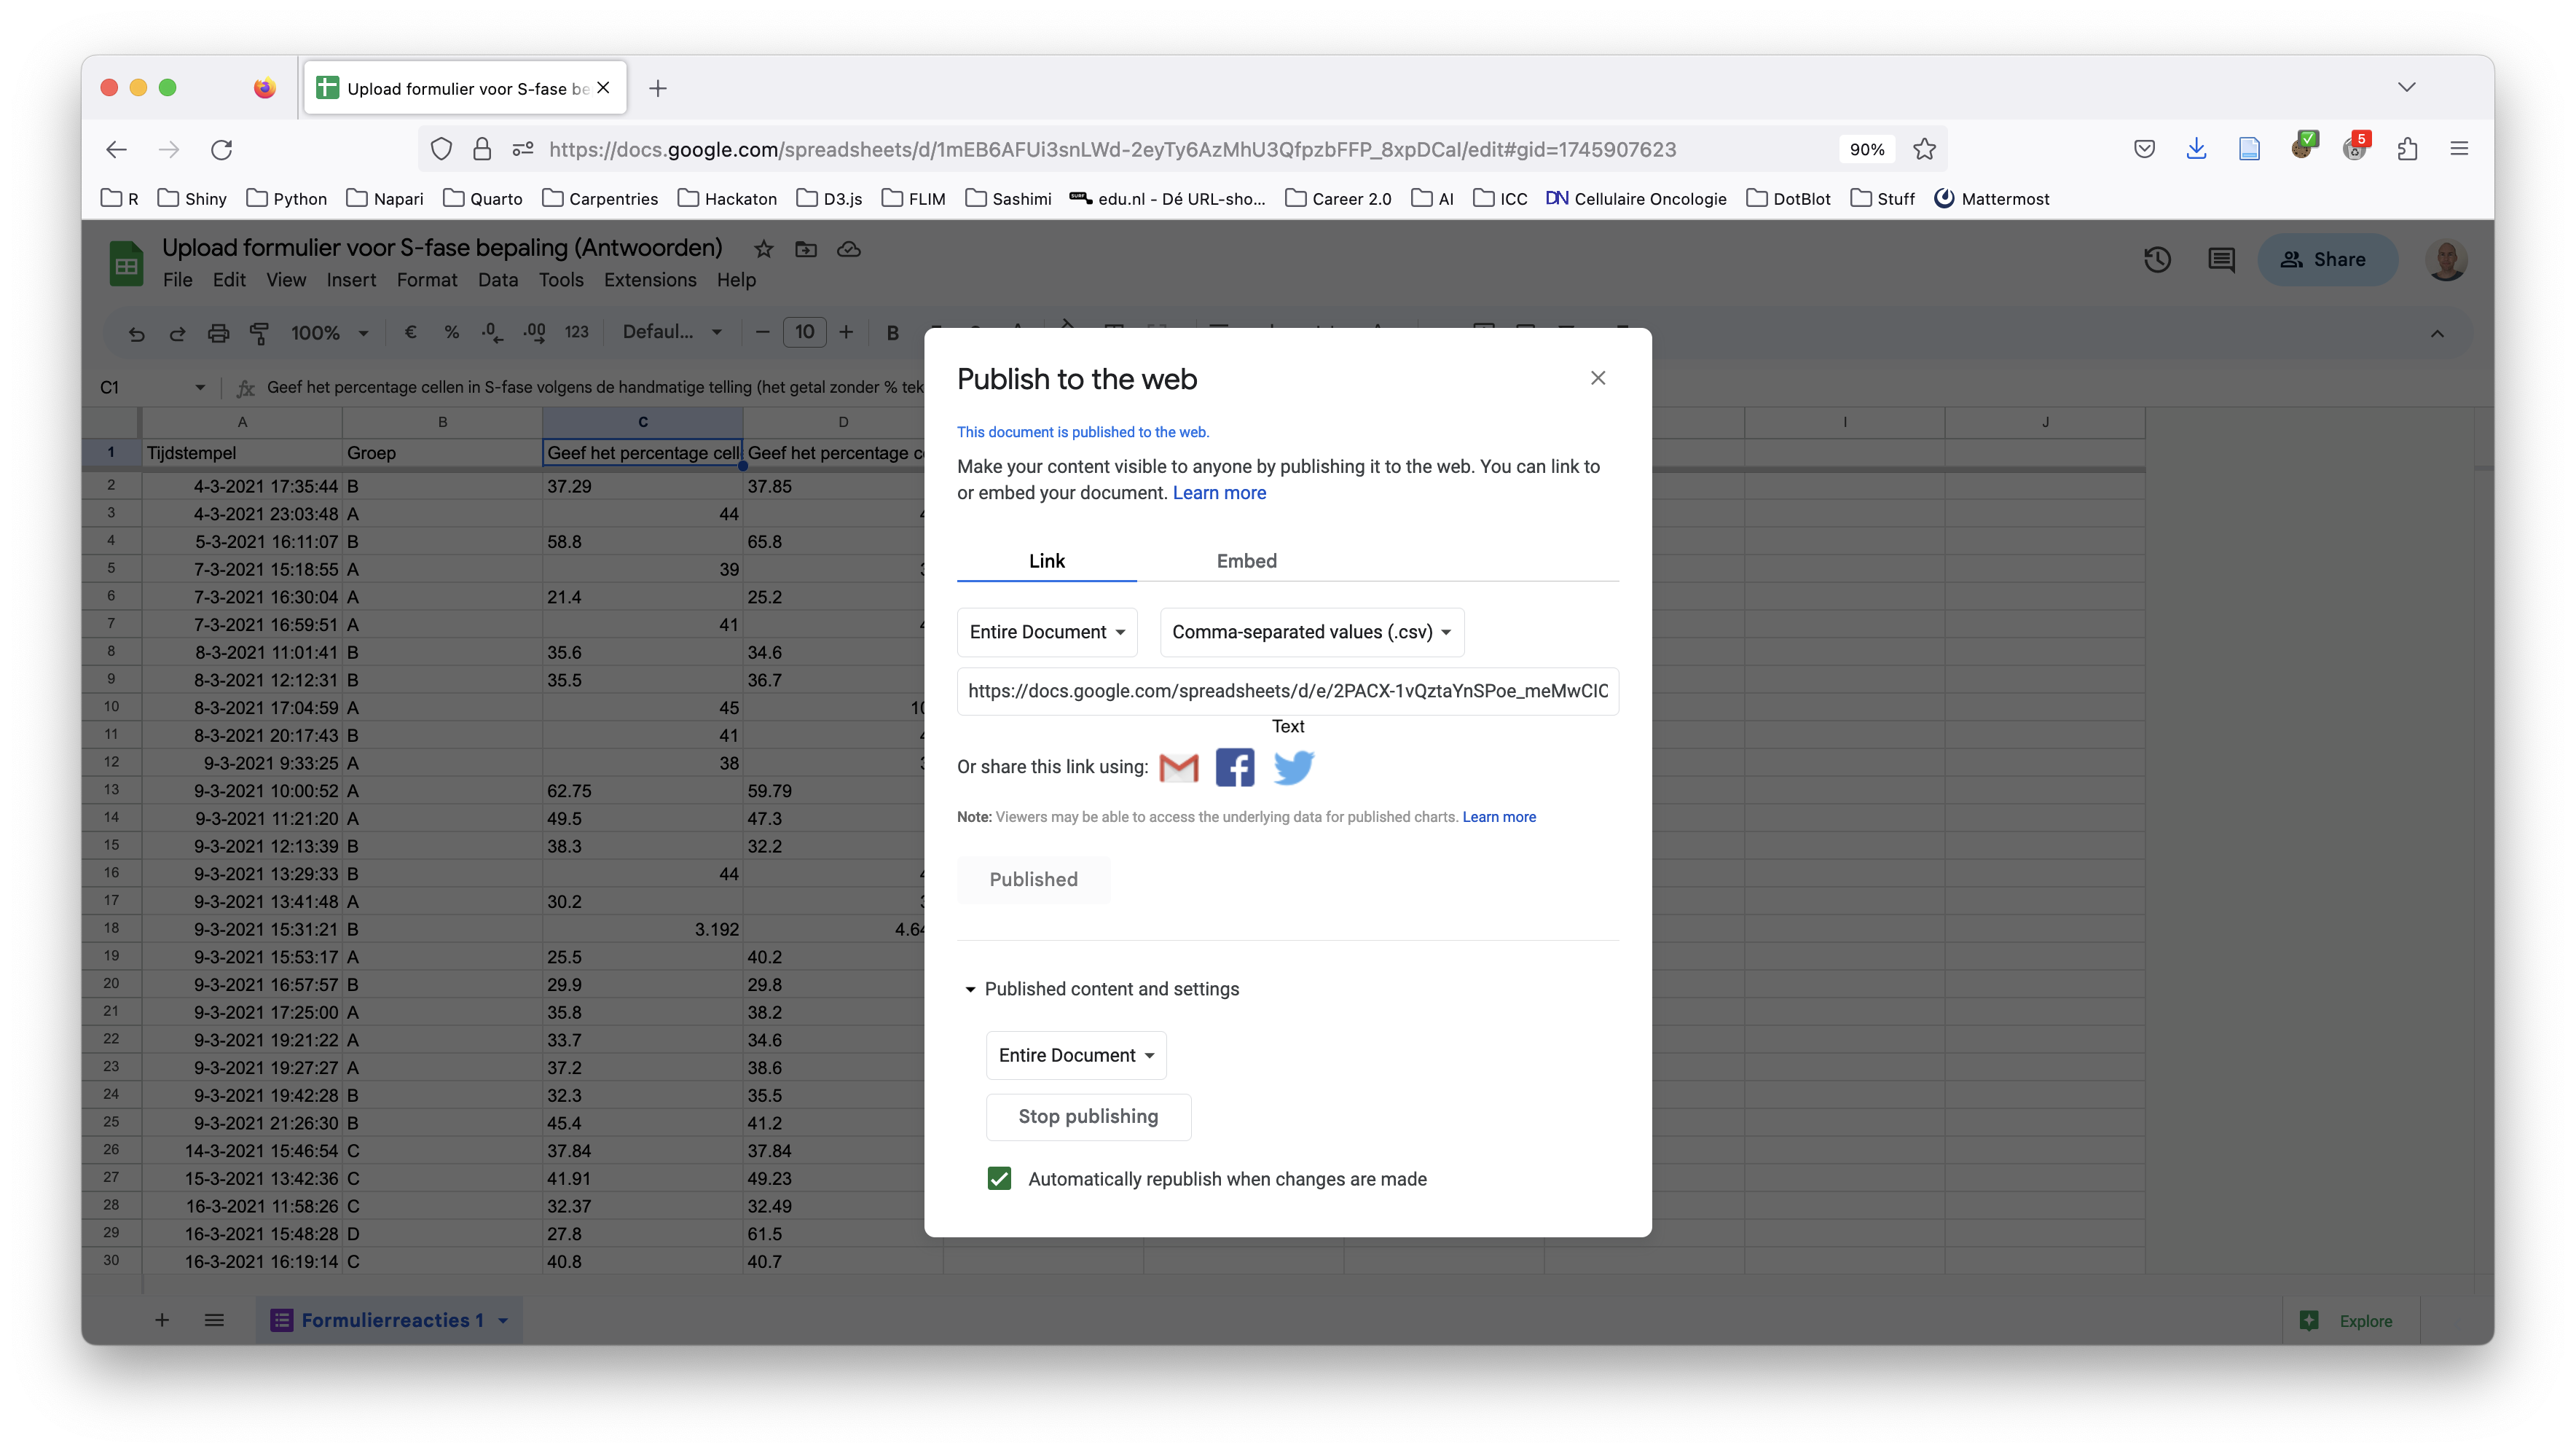 Upload formulier voor S-fase be
https://docs.google.com/spreadsheets/d/1mEB6AFUi3snLWd-2eyTy6AzMhU3QfpzbFFP_8xpDCaI/edit#gid=1745907623
90%
5
R Shiny Python Napari Quarto Carpentries Hackaton D3.js FLIM Sashimi edu.nl - Dé URL-sho... Career 2.0 AI ICC DN Cellulaire Oncologie DotBlot Stuff Mattermost
Upload formulier voor S-fase bepaling (Antwoorden)
File Edit View Insert Format Data Tools Extensions Help
Share
100% € % .0 .00 123 Defaul... 10 B
C1 fx Geef het percentage cellen in S-fase volgens de handmatige telling (het getal zonder % tek
A B C D I J
1 Tijdstempel Groep Geef het percentage cell Geef het percentage c
2 4-3-2021 17:35:44 B 37.29 37.85
3 4-3-2021 23:03:48 A 44
4 5-3-2021 16:11:07 B 58.8 65.8
5 7-3-2021 15:18:55 A 39
6 7-3-2021 16:30:04 A 21.4 25.2
7 7-3-2021 16:59:51 A 41
8 8-3-2021 11:01:41 B 35.6 34.6
9 8-3-2021 12:12:31 B 35.5 36.7
10 8-3-2021 17:04:59 A 45 10
11 8-3-2021 20:17:43 B 41
12 9-3-2021 9:33:25 A 38
13 9-3-2021 10:00:52 A 62.75 59.79
14 9-3-2021 11:21:20 A 49.5 47.3
15 9-3-2021 12:13:39 B 38.3 32.2
16 9-3-2021 13:29:33 B 44
17 9-3-2021 13:41:48 A 30.2
18 9-3-2021 15:31:21 B 3.192 4.64
19 9-3-2021 15:53:17 A 25.5 40.2
20 9-3-2021 16:57:57 B 29.9 29.8
21 9-3-2021 17:25:00 A 35.8 38.2
22 9-3-2021 19:21:22 A 33.7 34.6
23 9-3-2021 19:27:27 A 37.2 38.6
24 9-3-2021 19:42:28 B 32.3 35.5
25 9-3-2021 21:26:30 B 45.4 41.2
26 14-3-2021 15:46:54 C 37.84 37.84
27 15-3-2021 13:42:36 C 41.91 49.23
28 16-3-2021 11:58:26 C 32.37 32.49
29 16-3-2021 15:48:28 D 27.8 61.5
30 16-3-2021 16:19:14 C 40.8 40.7
Formulierreacties 1
Explore
Publish to the web
This document is published to the web.
Make your content visible to anyone by publishing it to the web. You can link to
or embed your document. Learn more
Link Embed
Entire Document Comma-separated values (.csv)
https://docs.google.com/spreadsheets/d/e/2PACX-1vQztaYnSPoe_meMwCIC
Text
Or share this link using:
Note: Viewers may be able to access the underlying data for published charts. Learn more
Published
Published content and settings
Entire Document
Stop publishing
Automatically republish when changes are made